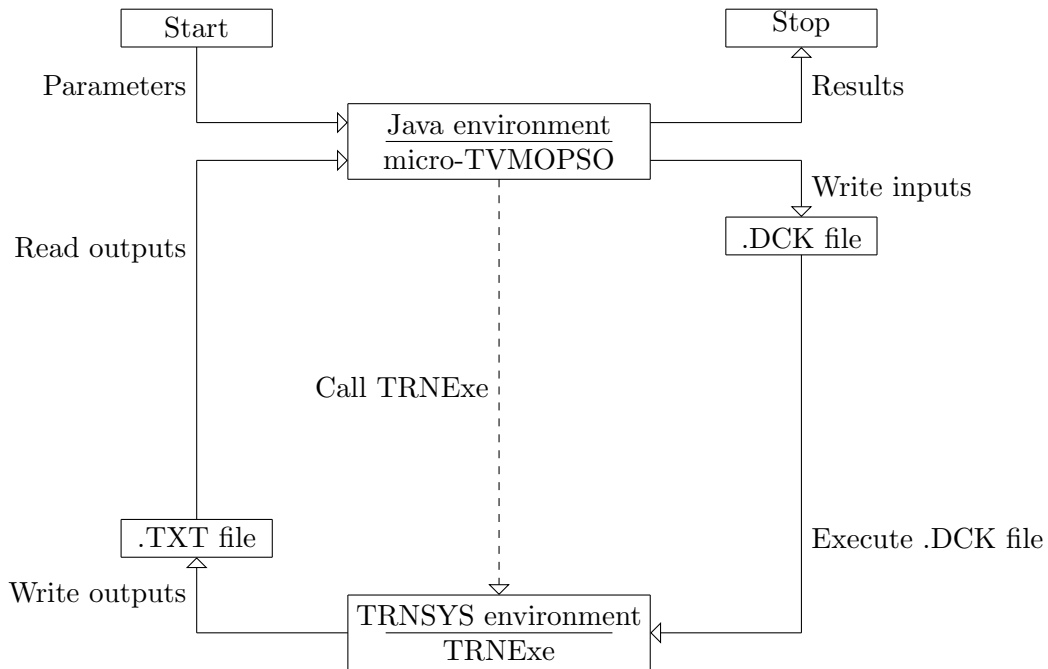 Start
Stop
Parameters
Results
Java environment
micro-TVMOPSO
Write inputs
Read outputs
.DCK file
Call TRNExe
.TXT file
Execute .DCK file
Write outputs
TRNSYS environment
TRNExe